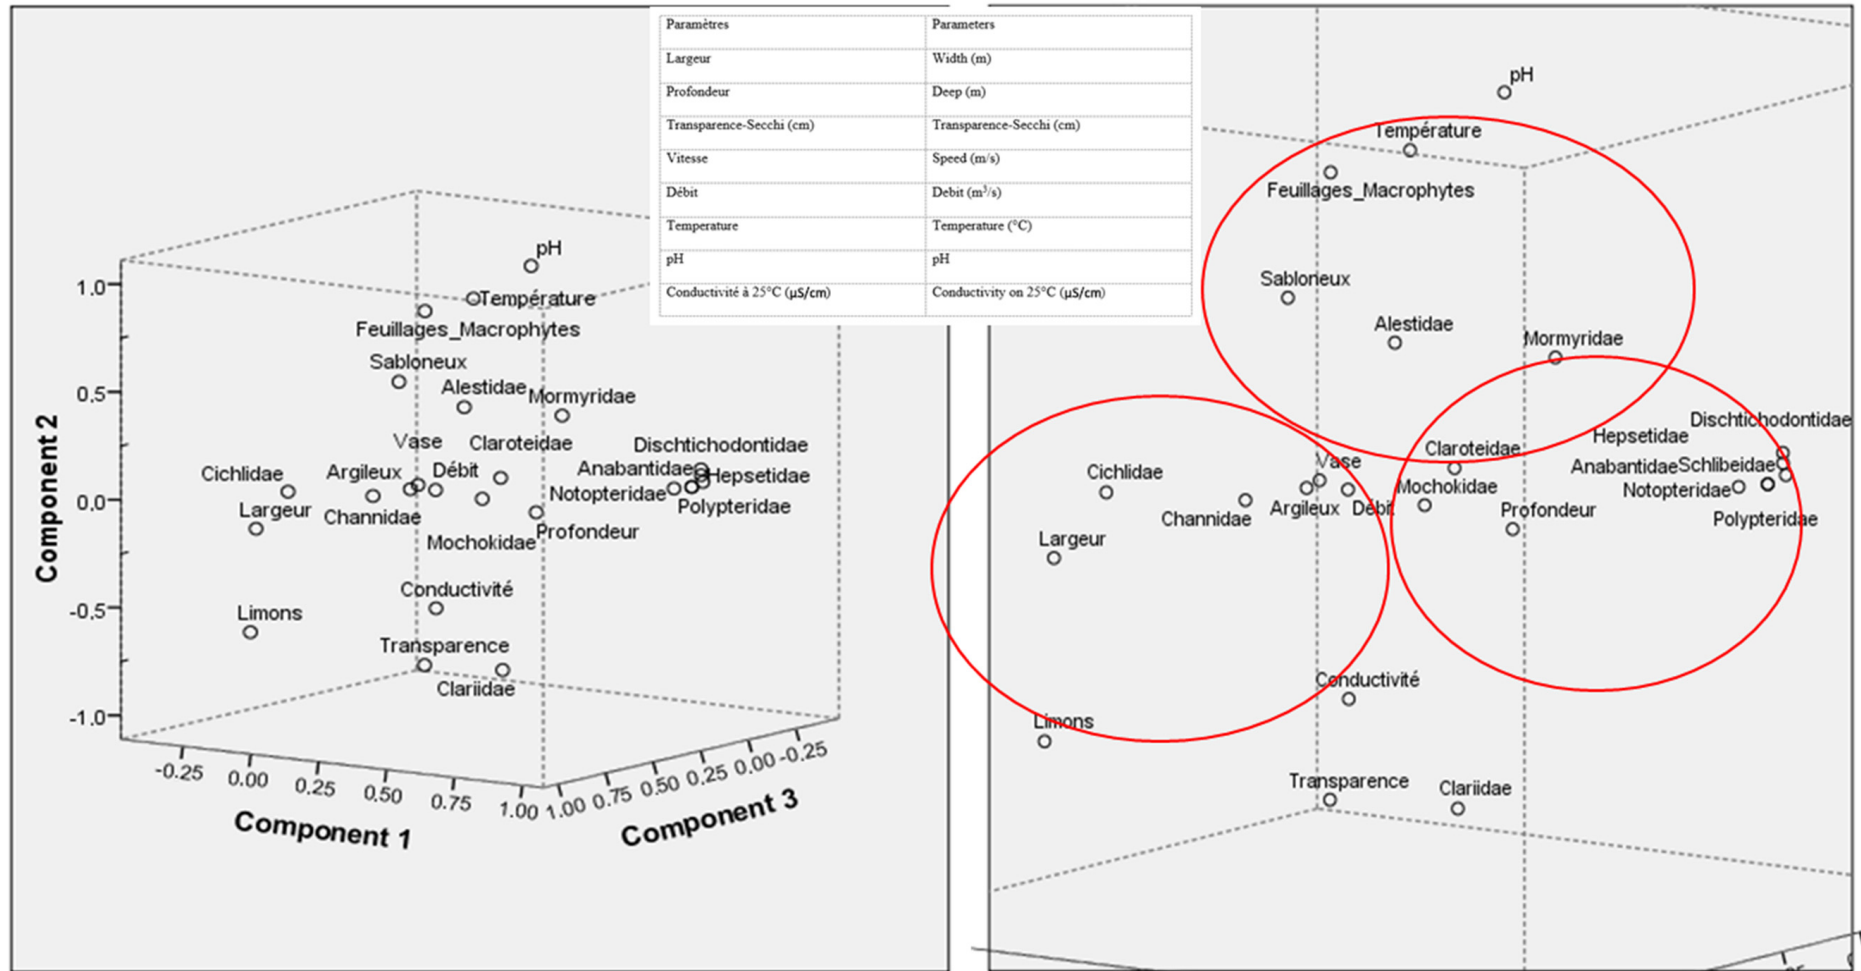 Paramètres Parameters
Largeur Width (m)
Profondeur Deep (m)
Transparence-Secchi (cm) Transparence-Secchi (cm)
Vitesse Speed (m/s)
Débit Debit (m³/s)
Temperature Temperature (°C)
pH pH
Conductivité à 25°C (µS/cm) Conductivity on 25°C (µS/cm)
pH
Température
Feuillages_Macrophytes
Sabloneux
Alestidae
Mormyridae
Vase
Claroteidae
Dischtichodontidae
Cichlidae
Argileux
Débit
Anabantidae
Hepsetidae
Notopteridae
Largeur
Channidae
Polypteridae
Mochokidae
Profondeur
Conductivité
Limons
Transparence
Clariidae
Component 2
1.0
0.5
0.0
-0.5
-1.0
-0.25 0.00 0.25 0.50 0.75 1.00
Component 1
1.00 0.75 0.50 0.25 0.00 -0.25
Component 3
pH
Température
Feuillages_Macrophytes
Sabloneux
Alestidae
Mormyridae
Dischtichodontidae
Hepsetidae
Claroteidae
Vase
Cichlidae
Anabantidae
Schlibeidae
Mochokidae
Notopteridae
Channidae
Argileux
Débit
Profondeur
Polypteridae
Largeur
Conductivité
Limons
Transparence
Clariidae